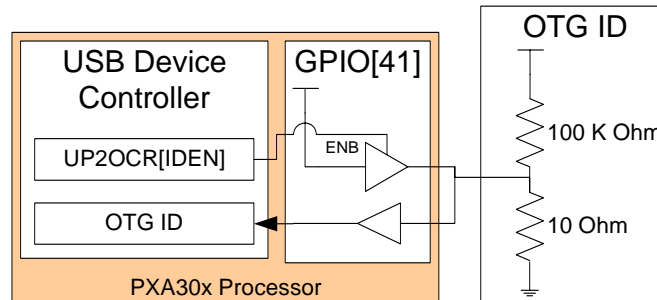 USB Device
Controller
UP2OCR[IDEN]
OTG ID
GPIO[41]
ENB
PXA30x Processor
OTG ID
100 K Ohm
10 Ohm